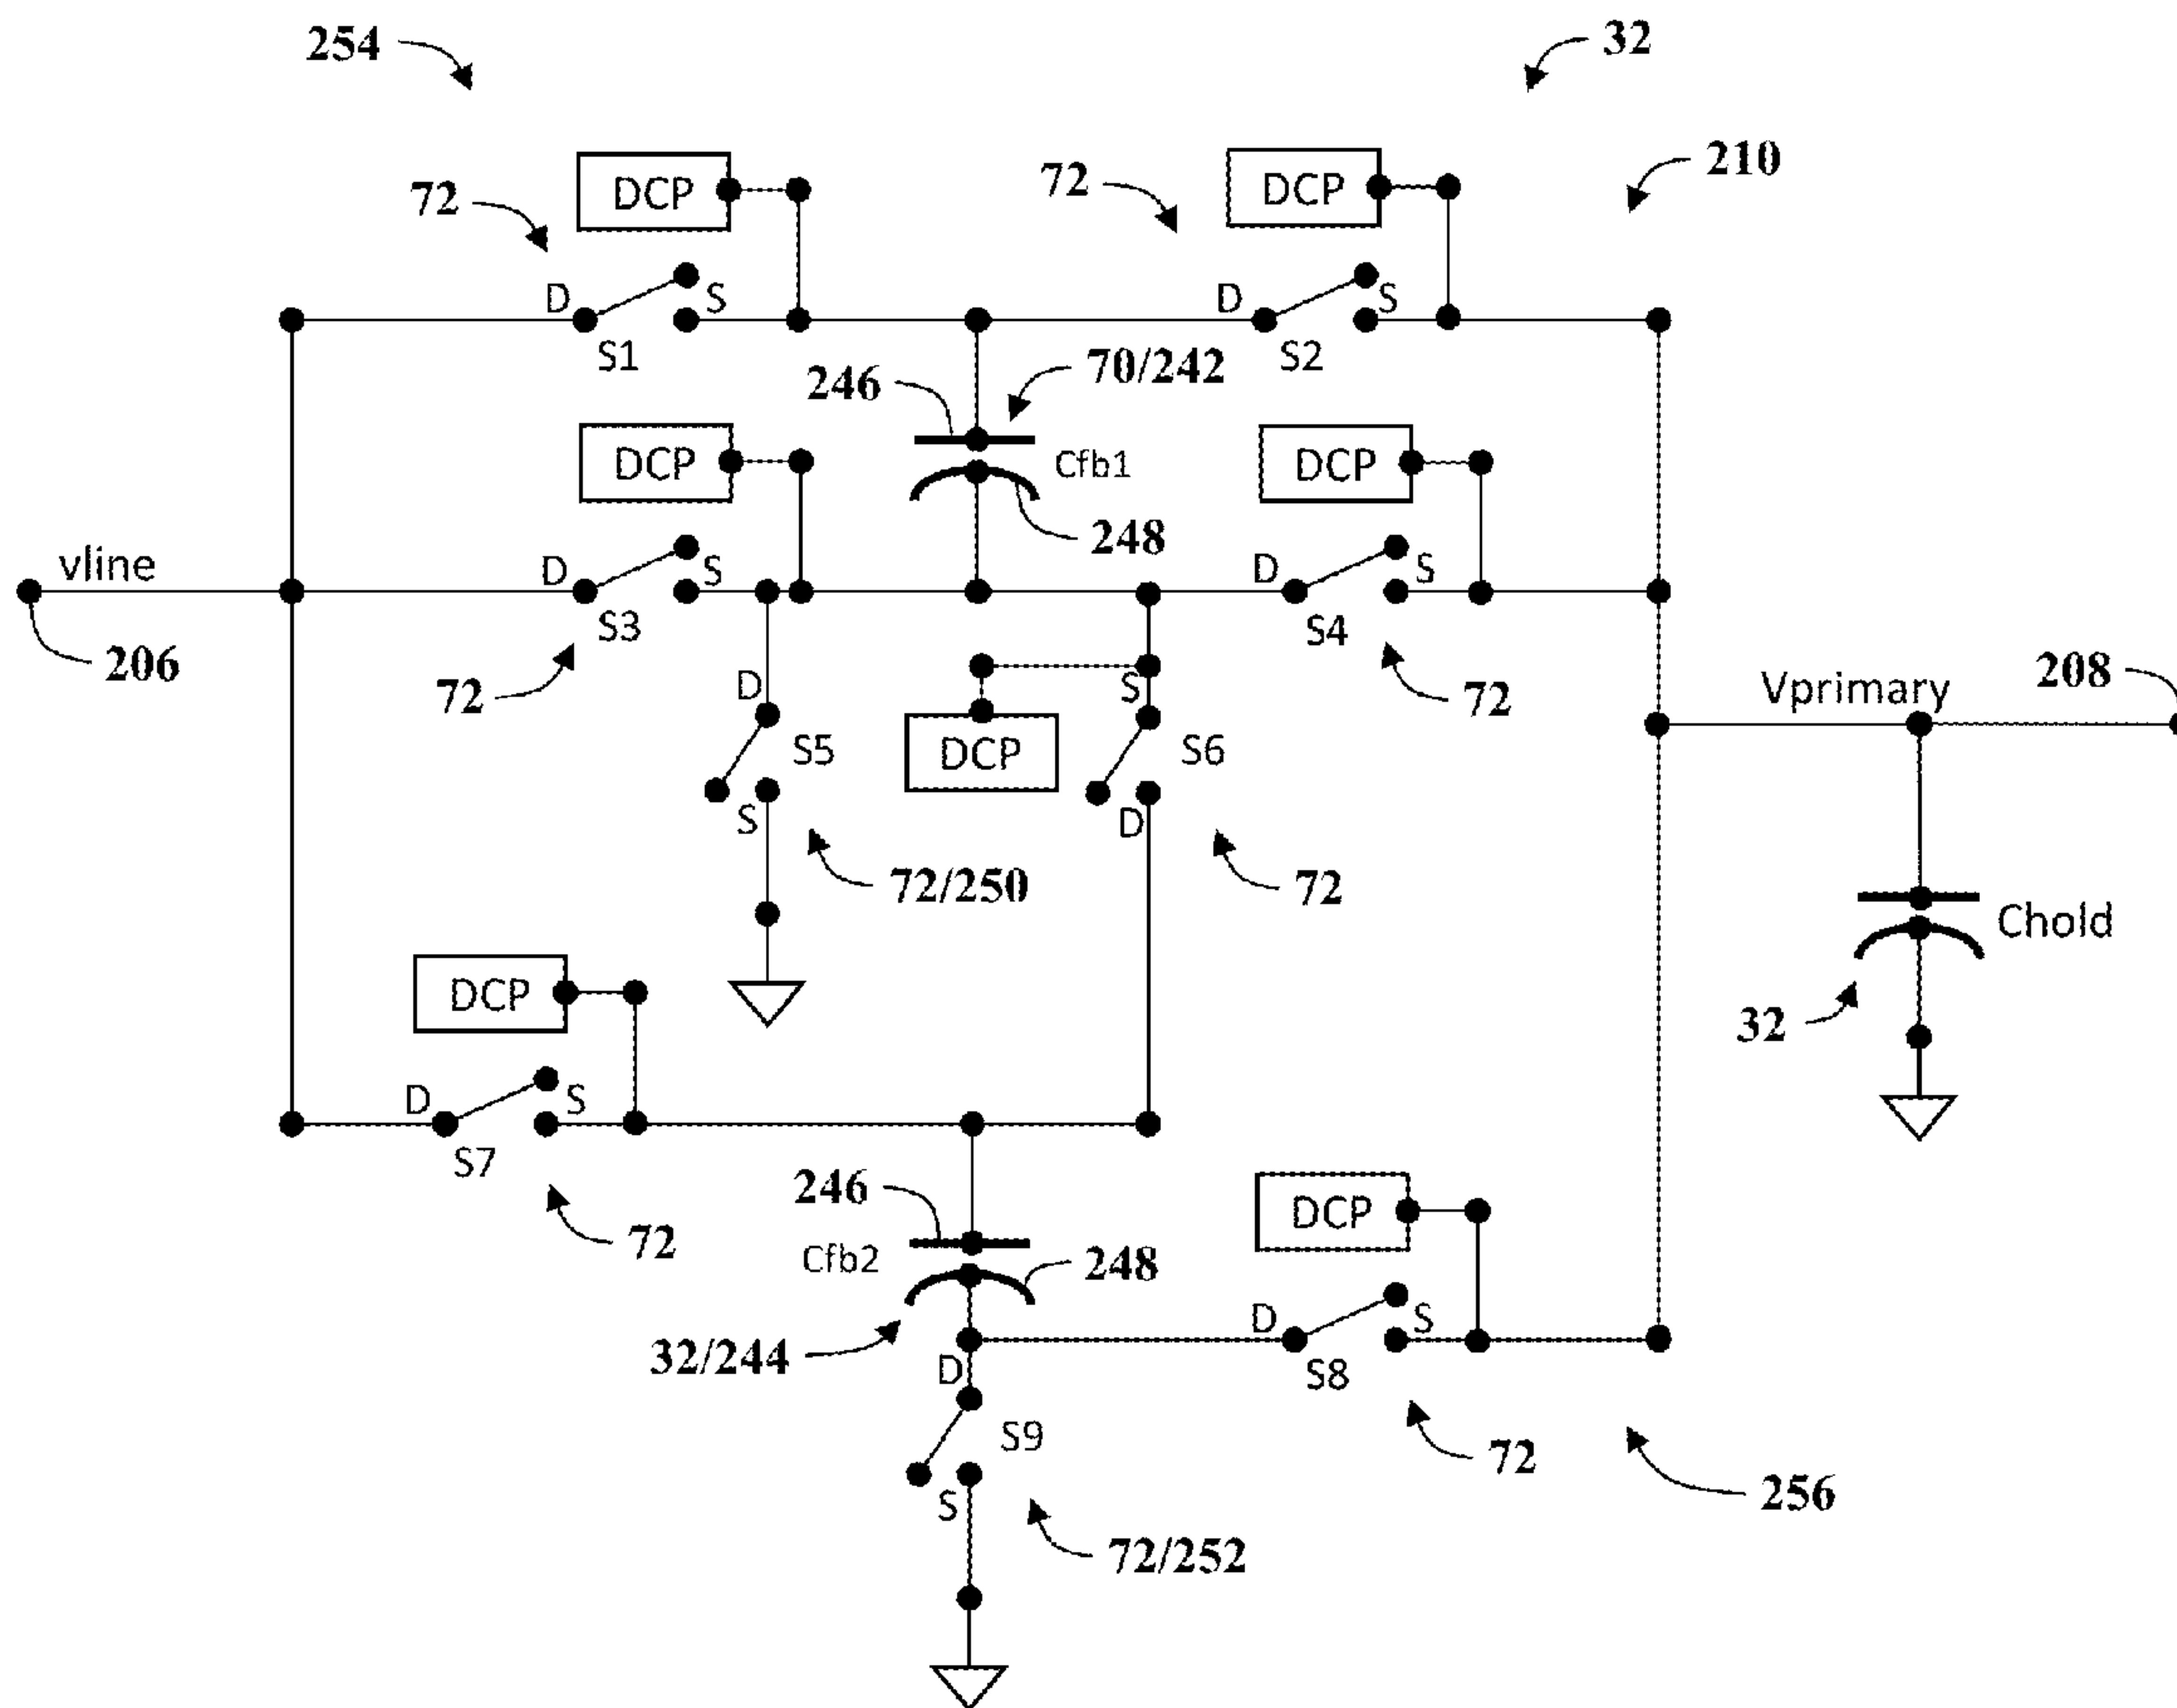 254
32
210
72
DCP
72
DCP
D
S
S1
D
S
S2
246
70/242
DCP
Cfb1
DCP
248
vline
D
S
S3
D
S
S4
206
72
72
Vprimary
208
D
S5
S
DCP
S
S6
D
72/250
72
Chold
32
DCP
D
S
S7
72
246
Cfb2
248
DCP
32/244
D
S
S8
D
S9
S
72
256
72/252